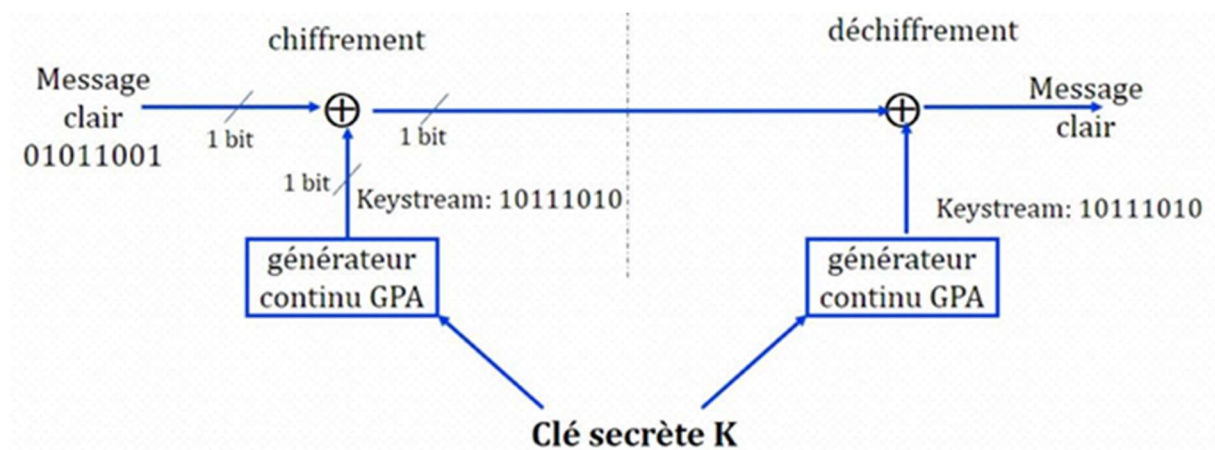 chiffrement
déchiffrement
Message
clair
01011001
1 bit
1 bit
1 bit
Keystream: 10111010
générateur
continu GPA
Message
clair
Keystream: 10111010
générateur
continu GPA
Clé secrète K